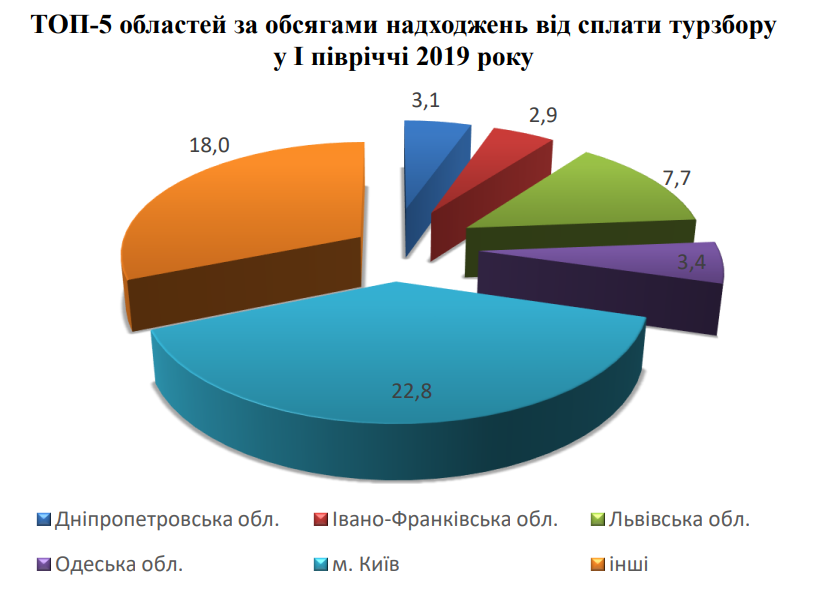 ТОП-5 областей за обсягами надходжень від сплати турзбору
у І півріччі 2019 року
3,1
2,9
18,0
7,7
3,4
22,8
Дніпропетровська обл.
Івано-Франківська обл.
Львівська обл.
Одеська обл.
м. Київ
інші